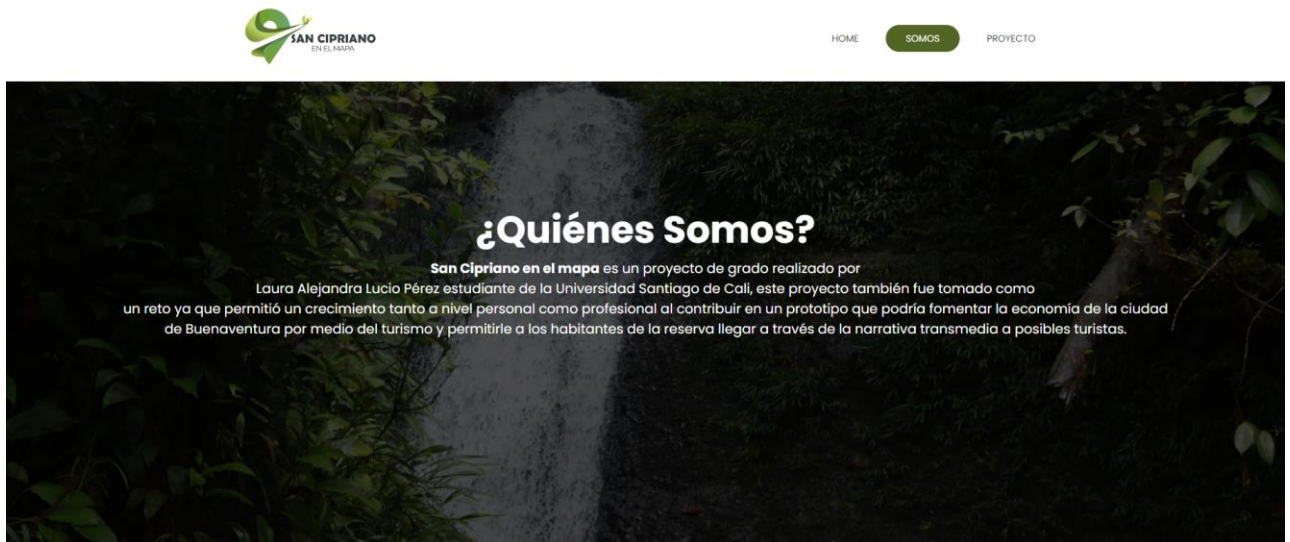 SAN CIPRIANO
EN EL MAPA
HOME
SOMOS
PROYECTO
¿Quiénes Somos?
San Cipriano en el mapa es un proyecto de grado realizado por
Laura Alejandra Lucio Pérez estudiante de la Universidad Santiago de Cali, este proyecto también fue tomado como
un reto ya que permitió un crecimiento tanto a nivel personal como profesional al contribuir en un prototipo que podría fomentar la economía de la ciudad
de Buenaventura por medio del turismo y permitirle a los habitantes de la reserva llegar a través de la narrativa transmedia a posibles turistas.